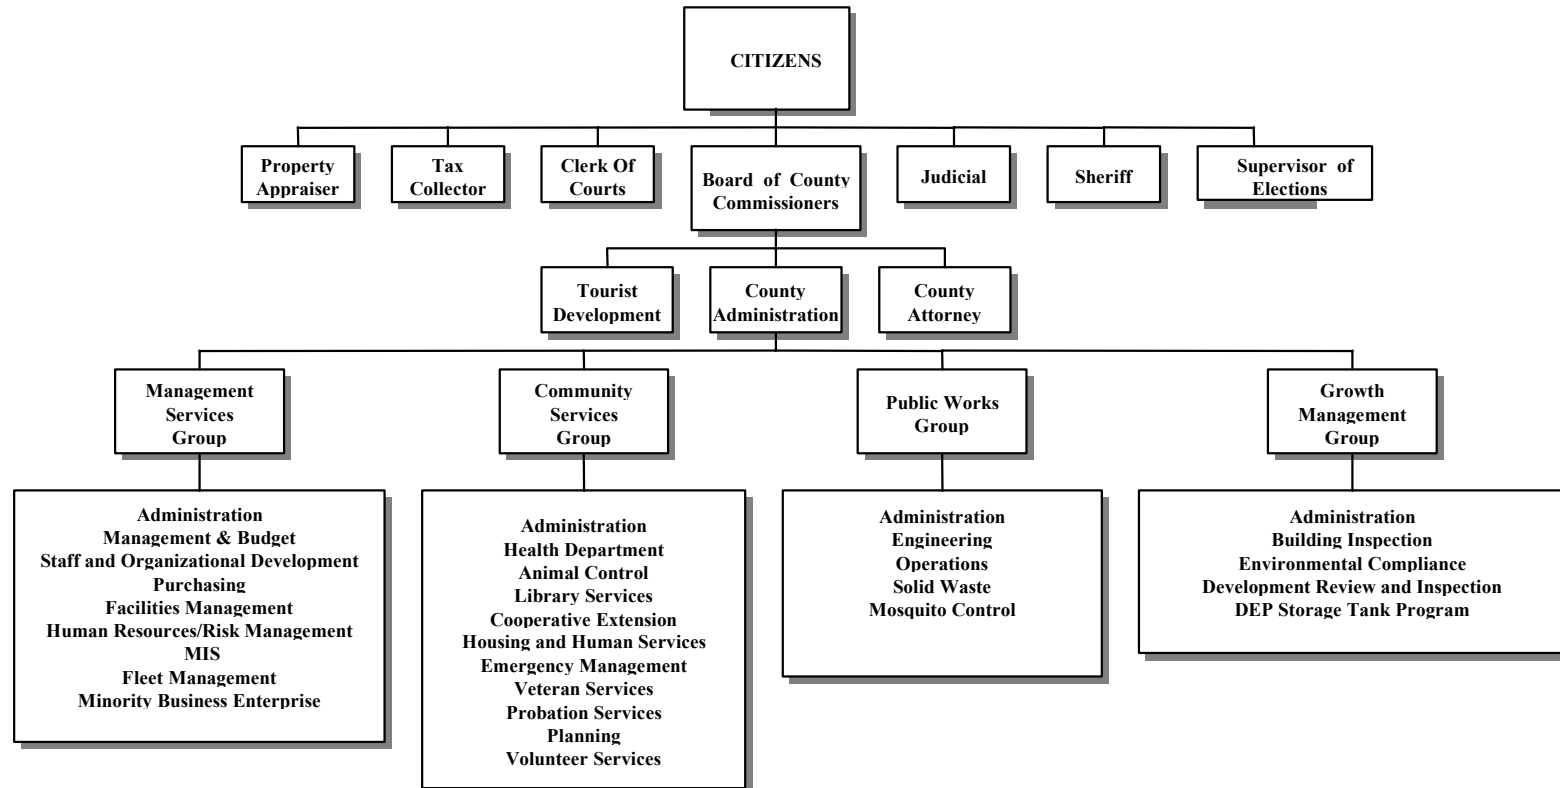 CITIZENS
Property
Appraiser
Tax
Collector
Clerk Of
Courts
Board of County
Commissioners
Judicial
Sheriff
Supervisor of
Elections
Tourist
Development
County
Administration
County
Attorney
Management
Services
Group
Community
Services
Group
Public Works
Group
Growth
Management
Group
Administration
Management & Budget
Staff and Organizational Development
Purchasing
Facilities Management
Human Resources/Risk Management
MIS
Fleet Management
Minority Business Enterprise
Administration
Health Department
Animal Control
Library Services
Cooperative Extension
Housing and Human Services
Emergency Management
Veteran Services
Probation Services
Planning
Volunteer Services
Administration
Engineering
Operations
Solid Waste
Mosquito Control
Administration
Building Inspection
Environmental Compliance
Development Review and Inspection
DEP Storage Tank Program